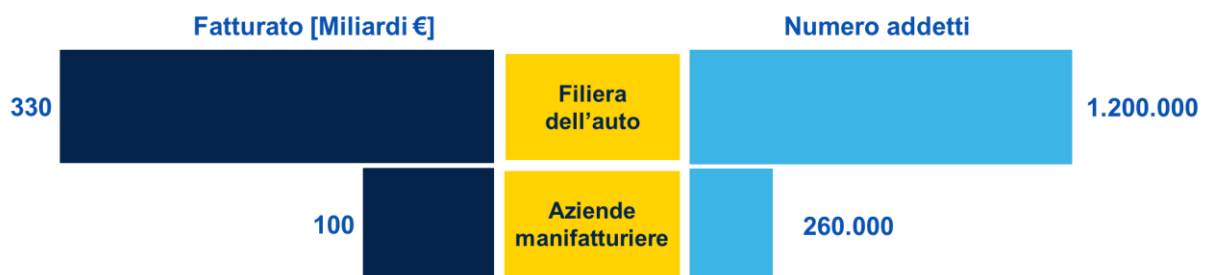 Fatturato [Miliardi €]
Numero addetti
330
Filiera
dell’auto
1.200.000
100
Aziende
manifatturiere
260.000